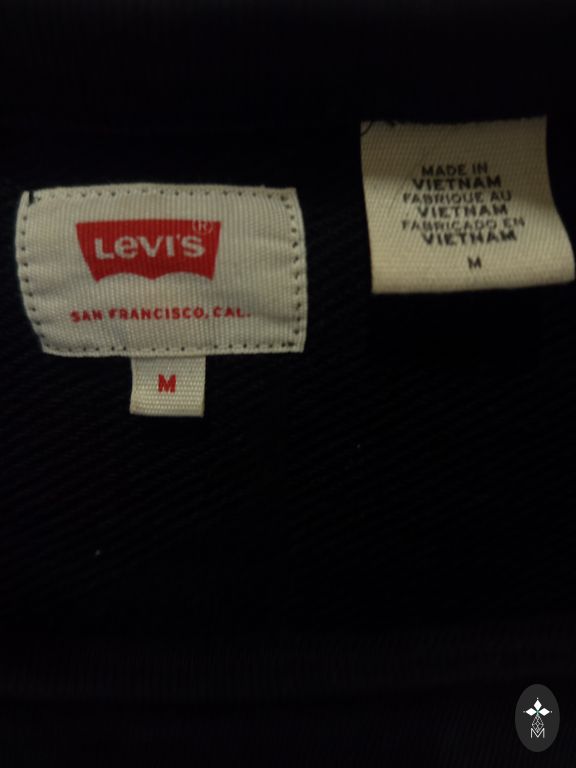 LEVI'S®
SAN FRANCISCO, CAL.
M
MADE IN
VIETNAM
FABRIQUE AU
VIETNAM
FABRICADO EN
VIETNAM
M
M